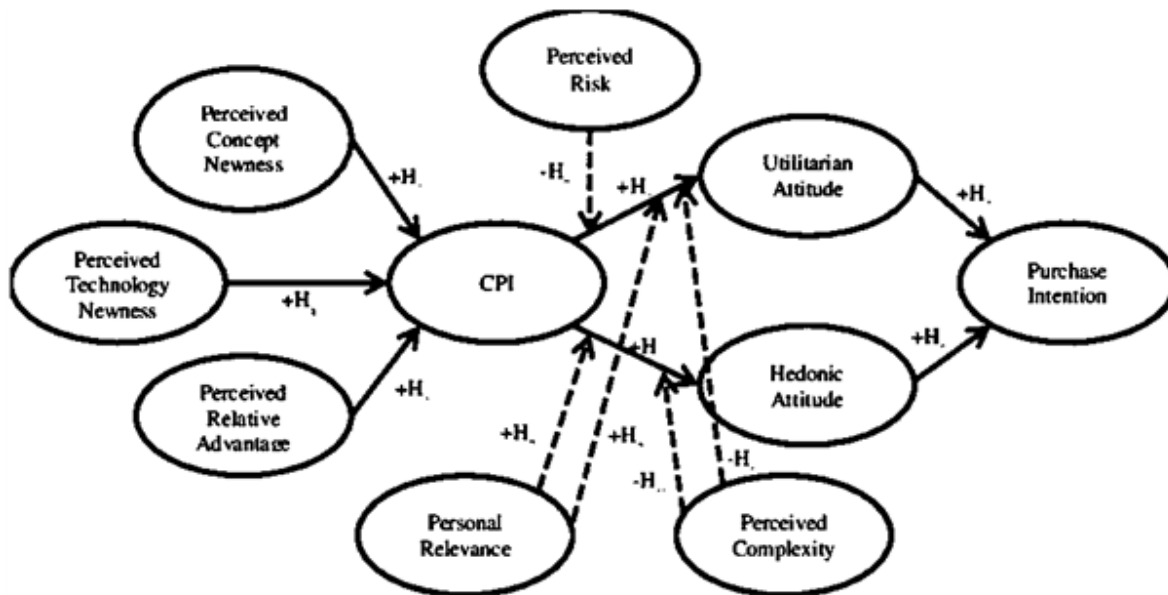 Perceived
Risk
Perceived
Concept
Newness
Utilitarian
Attitude
-H
+H
+H
+H
Perceived
Technology
Newness
CPI
Purchase
Intention
+H
+H
+H
Hedonic
Attitude
Perceived
Relative
Advantage
+H
+H
+H
-H
-H
Personal
Relevance
Perceived
Complexity